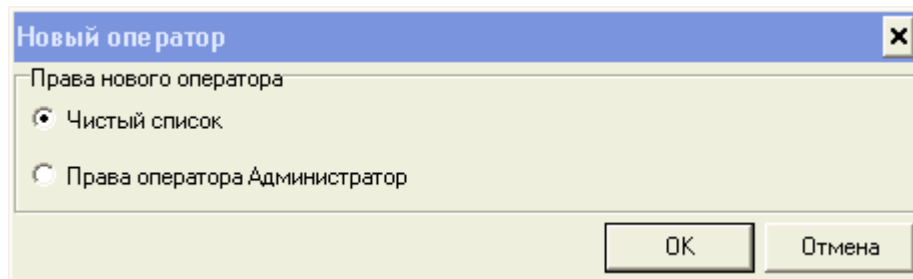 Новый оператор
Права нового оператора
Чистый список
Права оператора Администратор
OK
Отмена